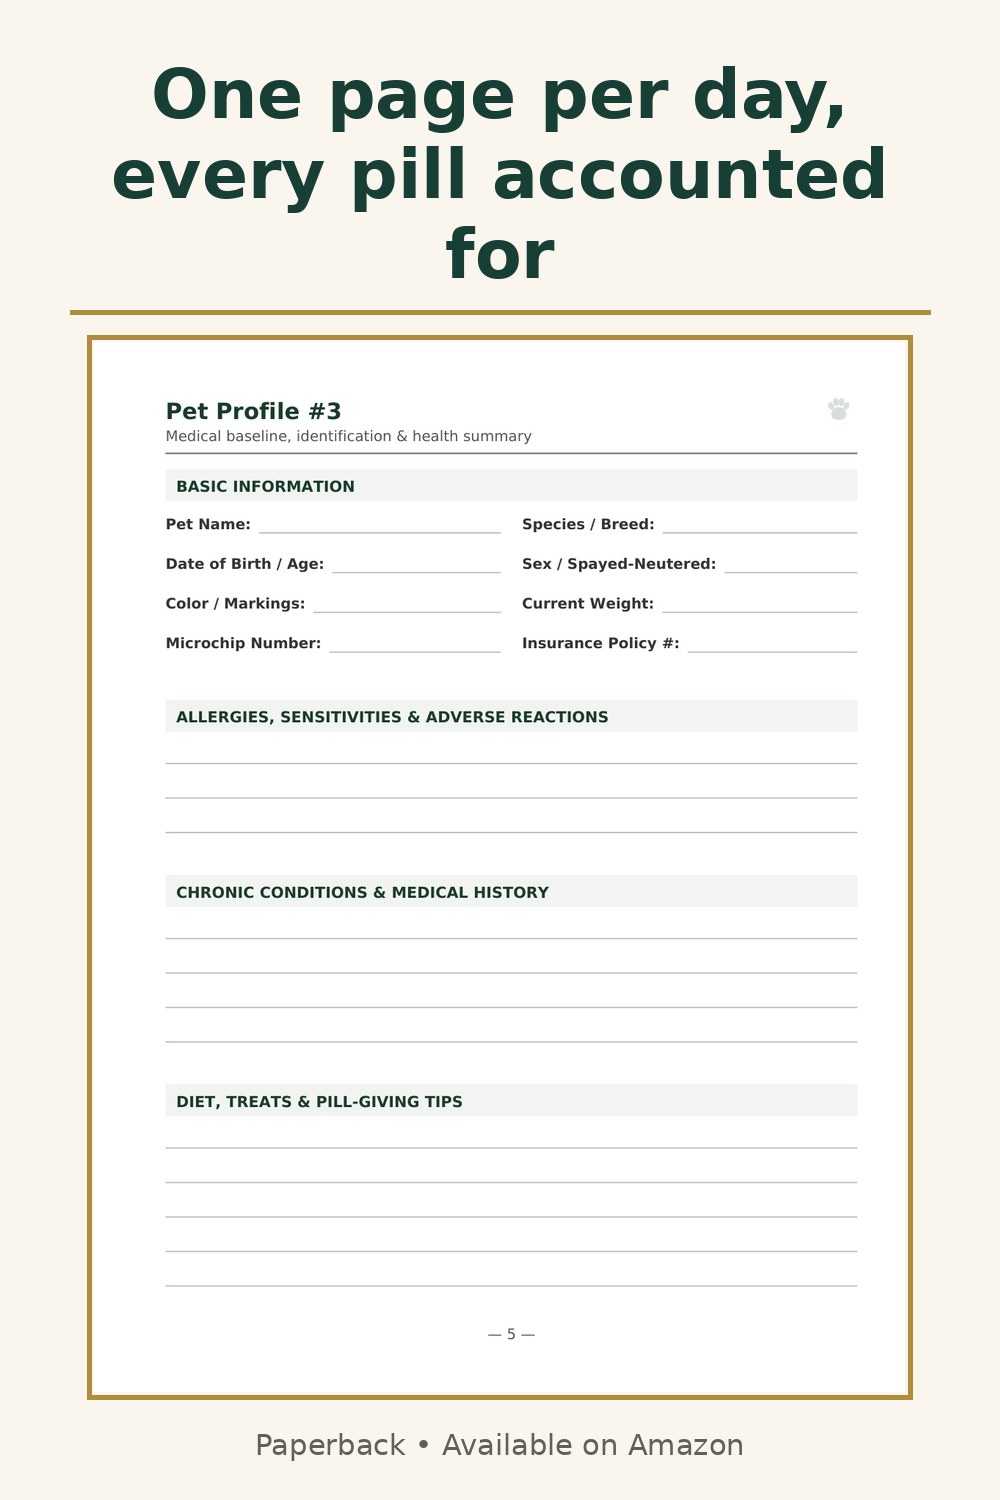 One page per day,
every pill accounted
for
Pet Profile #3
Medical baseline, identification & health summary
BASIC INFORMATION
Pet Name: Species / Breed:
Date of Birth / Age: Sex / Spayed-Neutered:
Color / Markings: Current Weight:
Microchip Number: Insurance Policy #:
ALLERGIES, SENSITIVITIES & ADVERSE REACTIONS
CHRONIC CONDITIONS & MEDICAL HISTORY
DIET, TREATS & PILL-GIVING TIPS
— 5 —
Paperback • Available on Amazon